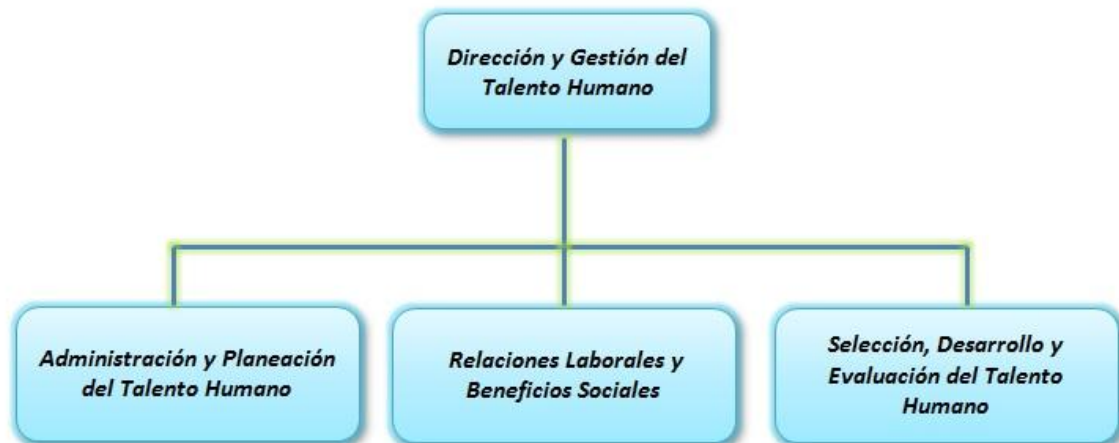 Dirección y Gestión del
Talento Humano
Administración y Planeación
del Talento Humano
Relaciones Laborales y
Beneficios Sociales
Selección, Desarrollo y
Evaluación del Talento
Humano